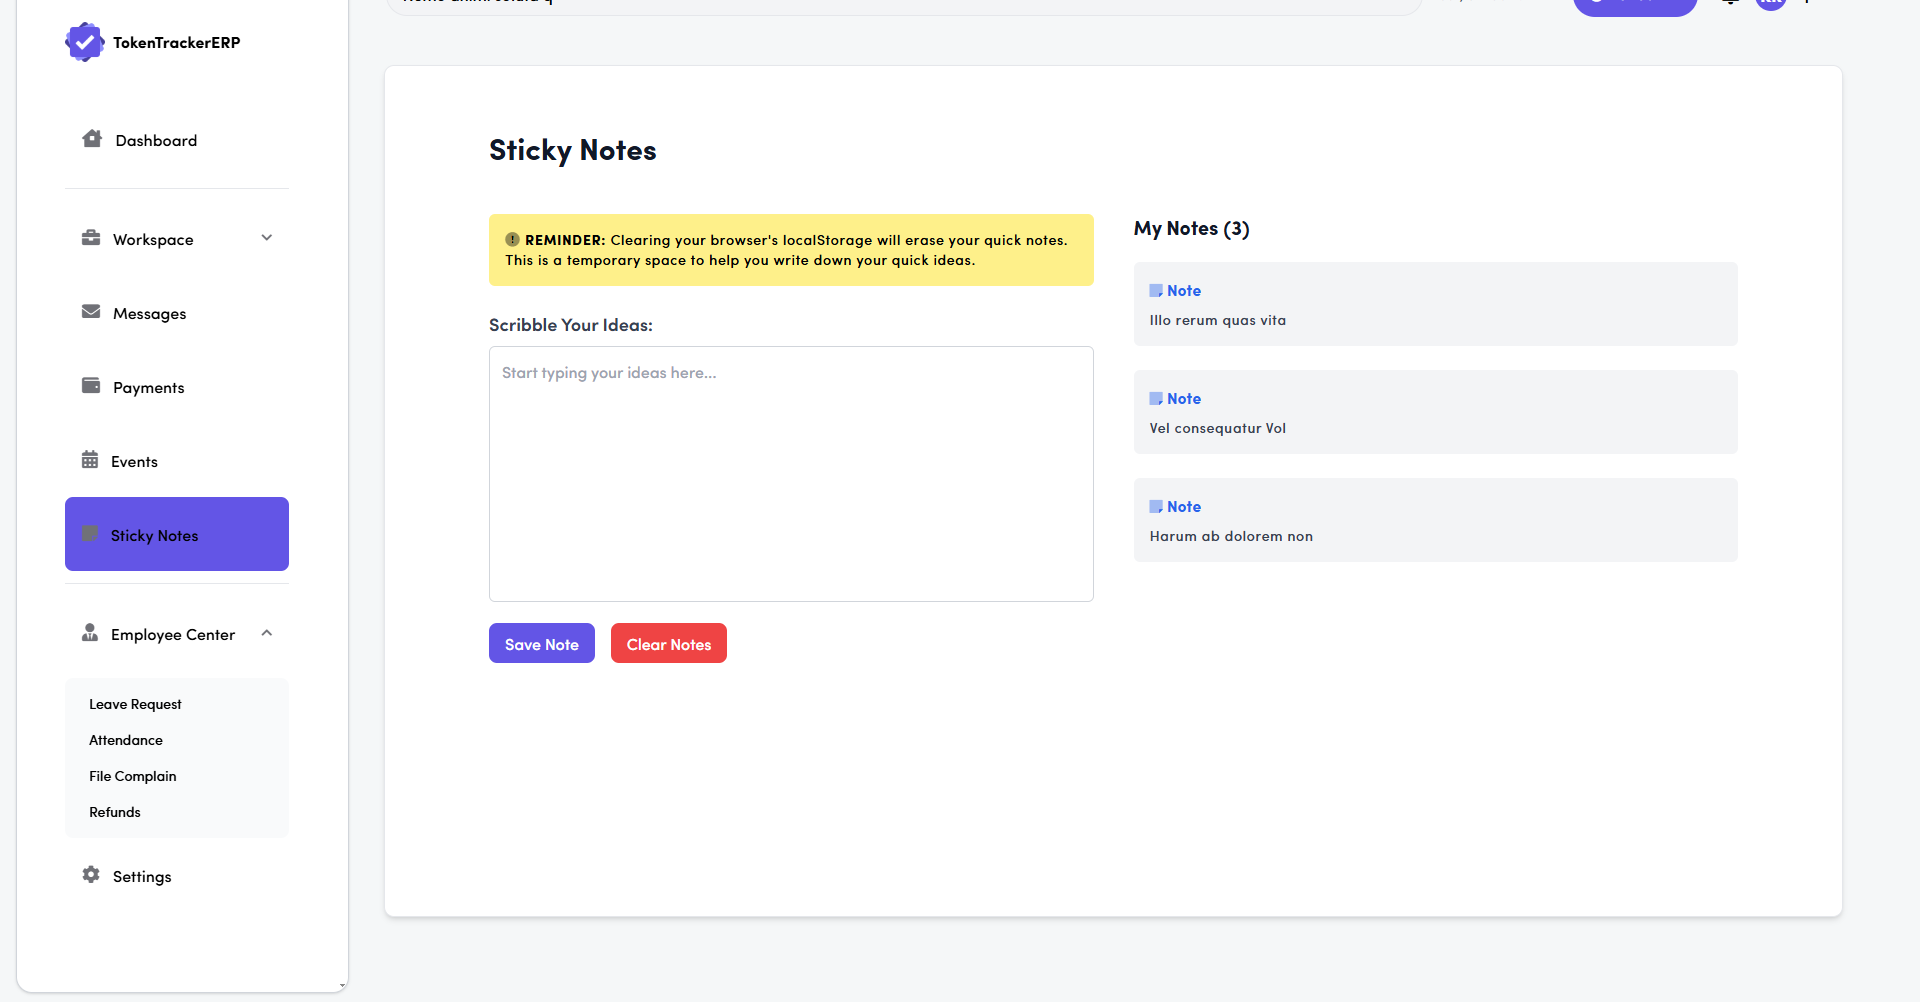 TokenTrackerERP
Dashboard
Workspace
Messages
Payments
Events
Sticky Notes
Employee Center
Leave Request
Attendance
File Complain
Refunds
Settings
Sticky Notes
REMINDER: Clearing your browser's localStorage will erase your quick notes.
This is a temporary space to help you write down your quick ideas.
Scribble Your Ideas:
Start typing your ideas here...
Save Note
Clear Notes
My Notes (3)
Note
Illo rerum quas vita
Note
Vel consequatur Vol
Note
Harum ab dolorem non